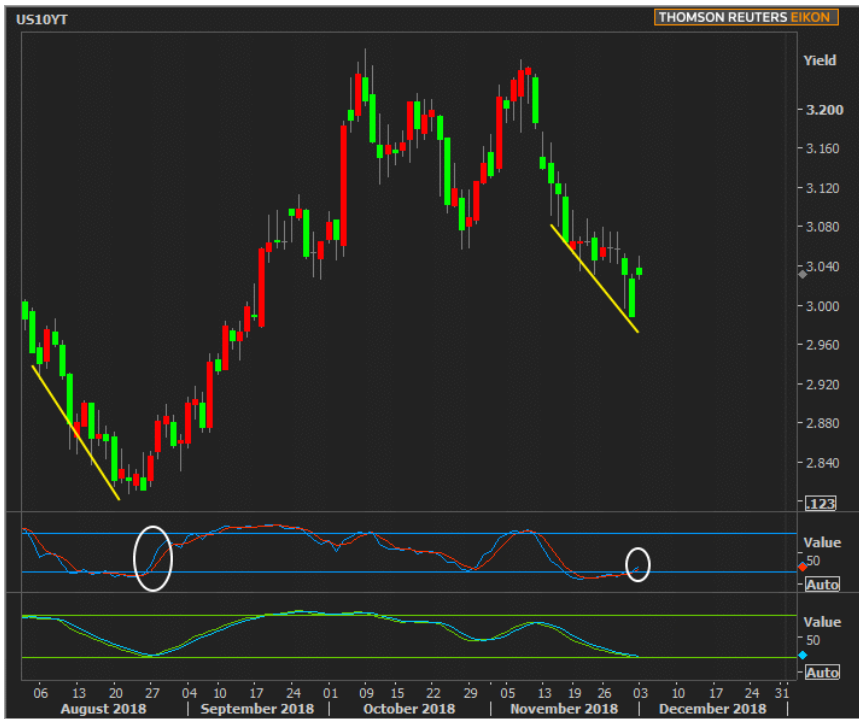 US10YT
THOMSON REUTERS EIKON
Yield
3.200
3.160
3.120
3.080
3.040
3.000
2.960
2.920
2.880
2.840
.123
Value
50
Auto
Value
50
Auto
06 13 20 27 04 10 17 24 01 09 15 22 29 05 13 19 26 03 10 17 24 31
August 2018 September 2018 October 2018 November 2018 December 2018